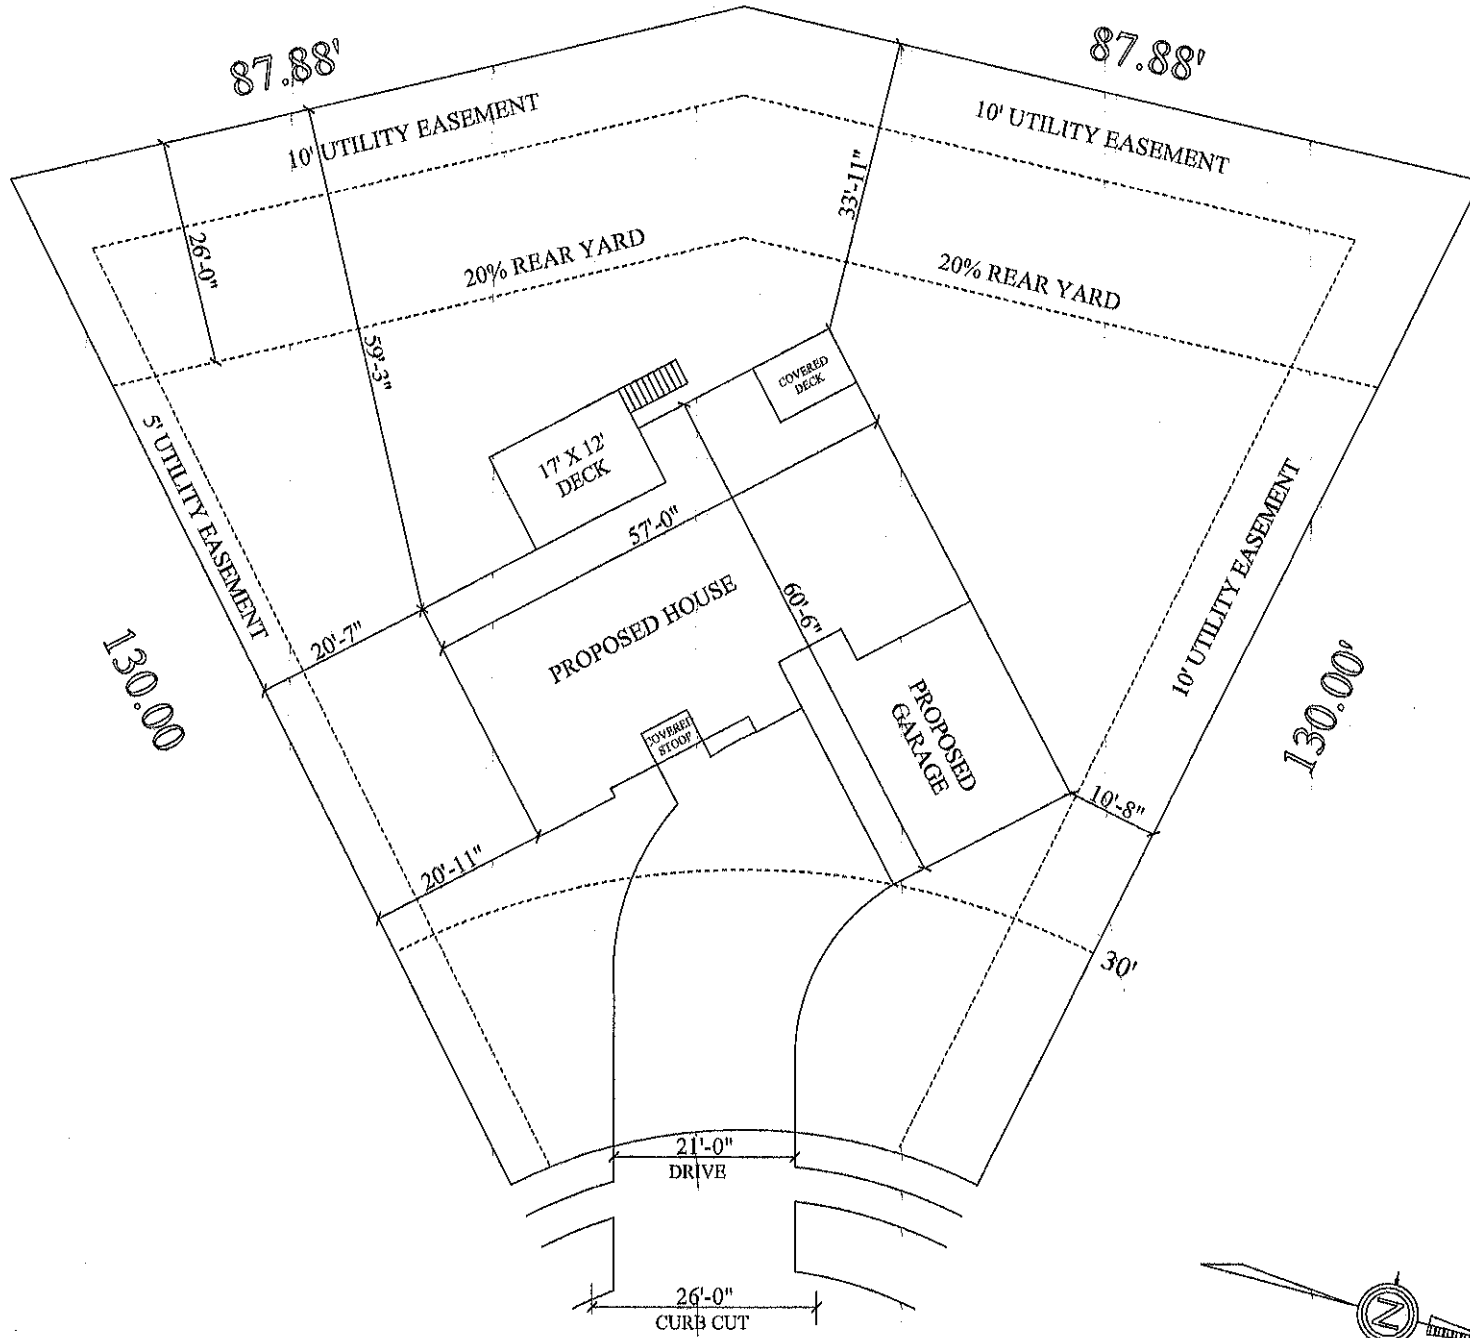 87.88'
87.88'
10' UTILITY EASEMENT
10' UTILITY EASEMENT
26'-0"
59'-3"
33'-11"
20% REAR YARD
20% REAR YARD
COVERED
DECK
17' X 12'
DECK
5' UTILITY EASEMENT
57'-0"
10' UTILITY EASEMENT
20'-7"
PROPOSED HOUSE
60'-6"
130.00
130.00'
COVERED
STOOP
PROPOSED
GARAGE
10'-8"
20'-11"
30'
21'-0"
DRIVE
26'-0"
CURB CUT
N